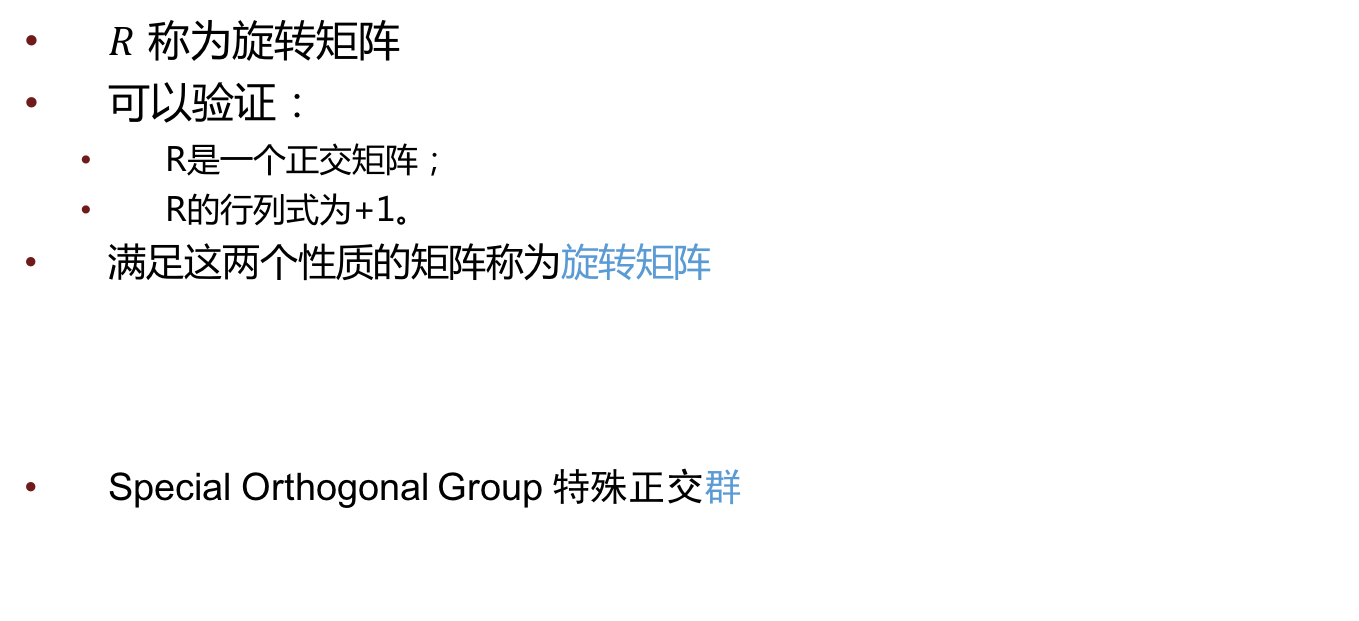 • R 称为旋转矩阵
• 可以验证：
• R是一个正交矩阵；
• R的行列式为+1。
• 满足这两个性质的矩阵称为旋转矩阵
• Special Orthogonal Group 特殊正交群